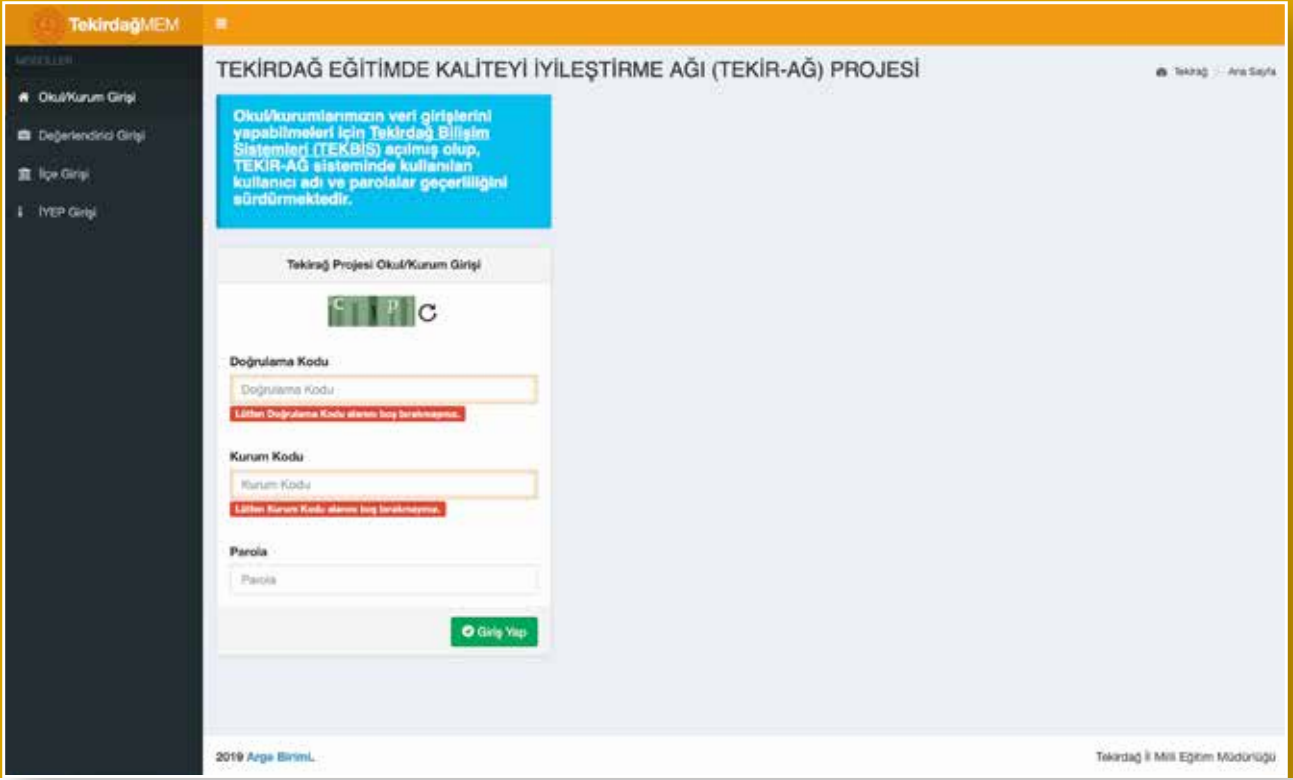 TekirdağMEM
MODÜLLER
Okul/Kurum Girişi
Değerlendirici Girişi
İlçe Girişi
İYEP Girişi
TEKİRDAĞ EĞİTİMDE KALİTEYİ İYİLEŞTİRME AĞI (TEKİR-AĞ) PROJESİ
Tekirağ Ana Sayfa
Okul/kurumlarımızın veri girişlerini
yapabilmeleri için Tekirdağ Bilişim
Sistemleri (TEKBİS) açılmış olup,
TEKİR-AĞ sisteminde kullanılan
kullanıcı adı ve parolalar geçerliliğini
sürdürmektedir.
Tekirağ Projesi Okul/Kurum Girişi
Doğrulama Kodu
Doğrulama Kodu
Lütfen Doğrulama Kodu alanını boş bırakmayınız.
Kurum Kodu
Kurum Kodu
Lütfen Kurum Kodu alanını boş bırakmayınız.
Parola
Parola
Giriş Yap
2019 Arge Birimi.
Tekirdağ İl Milli Eğitim Müdürlüğü